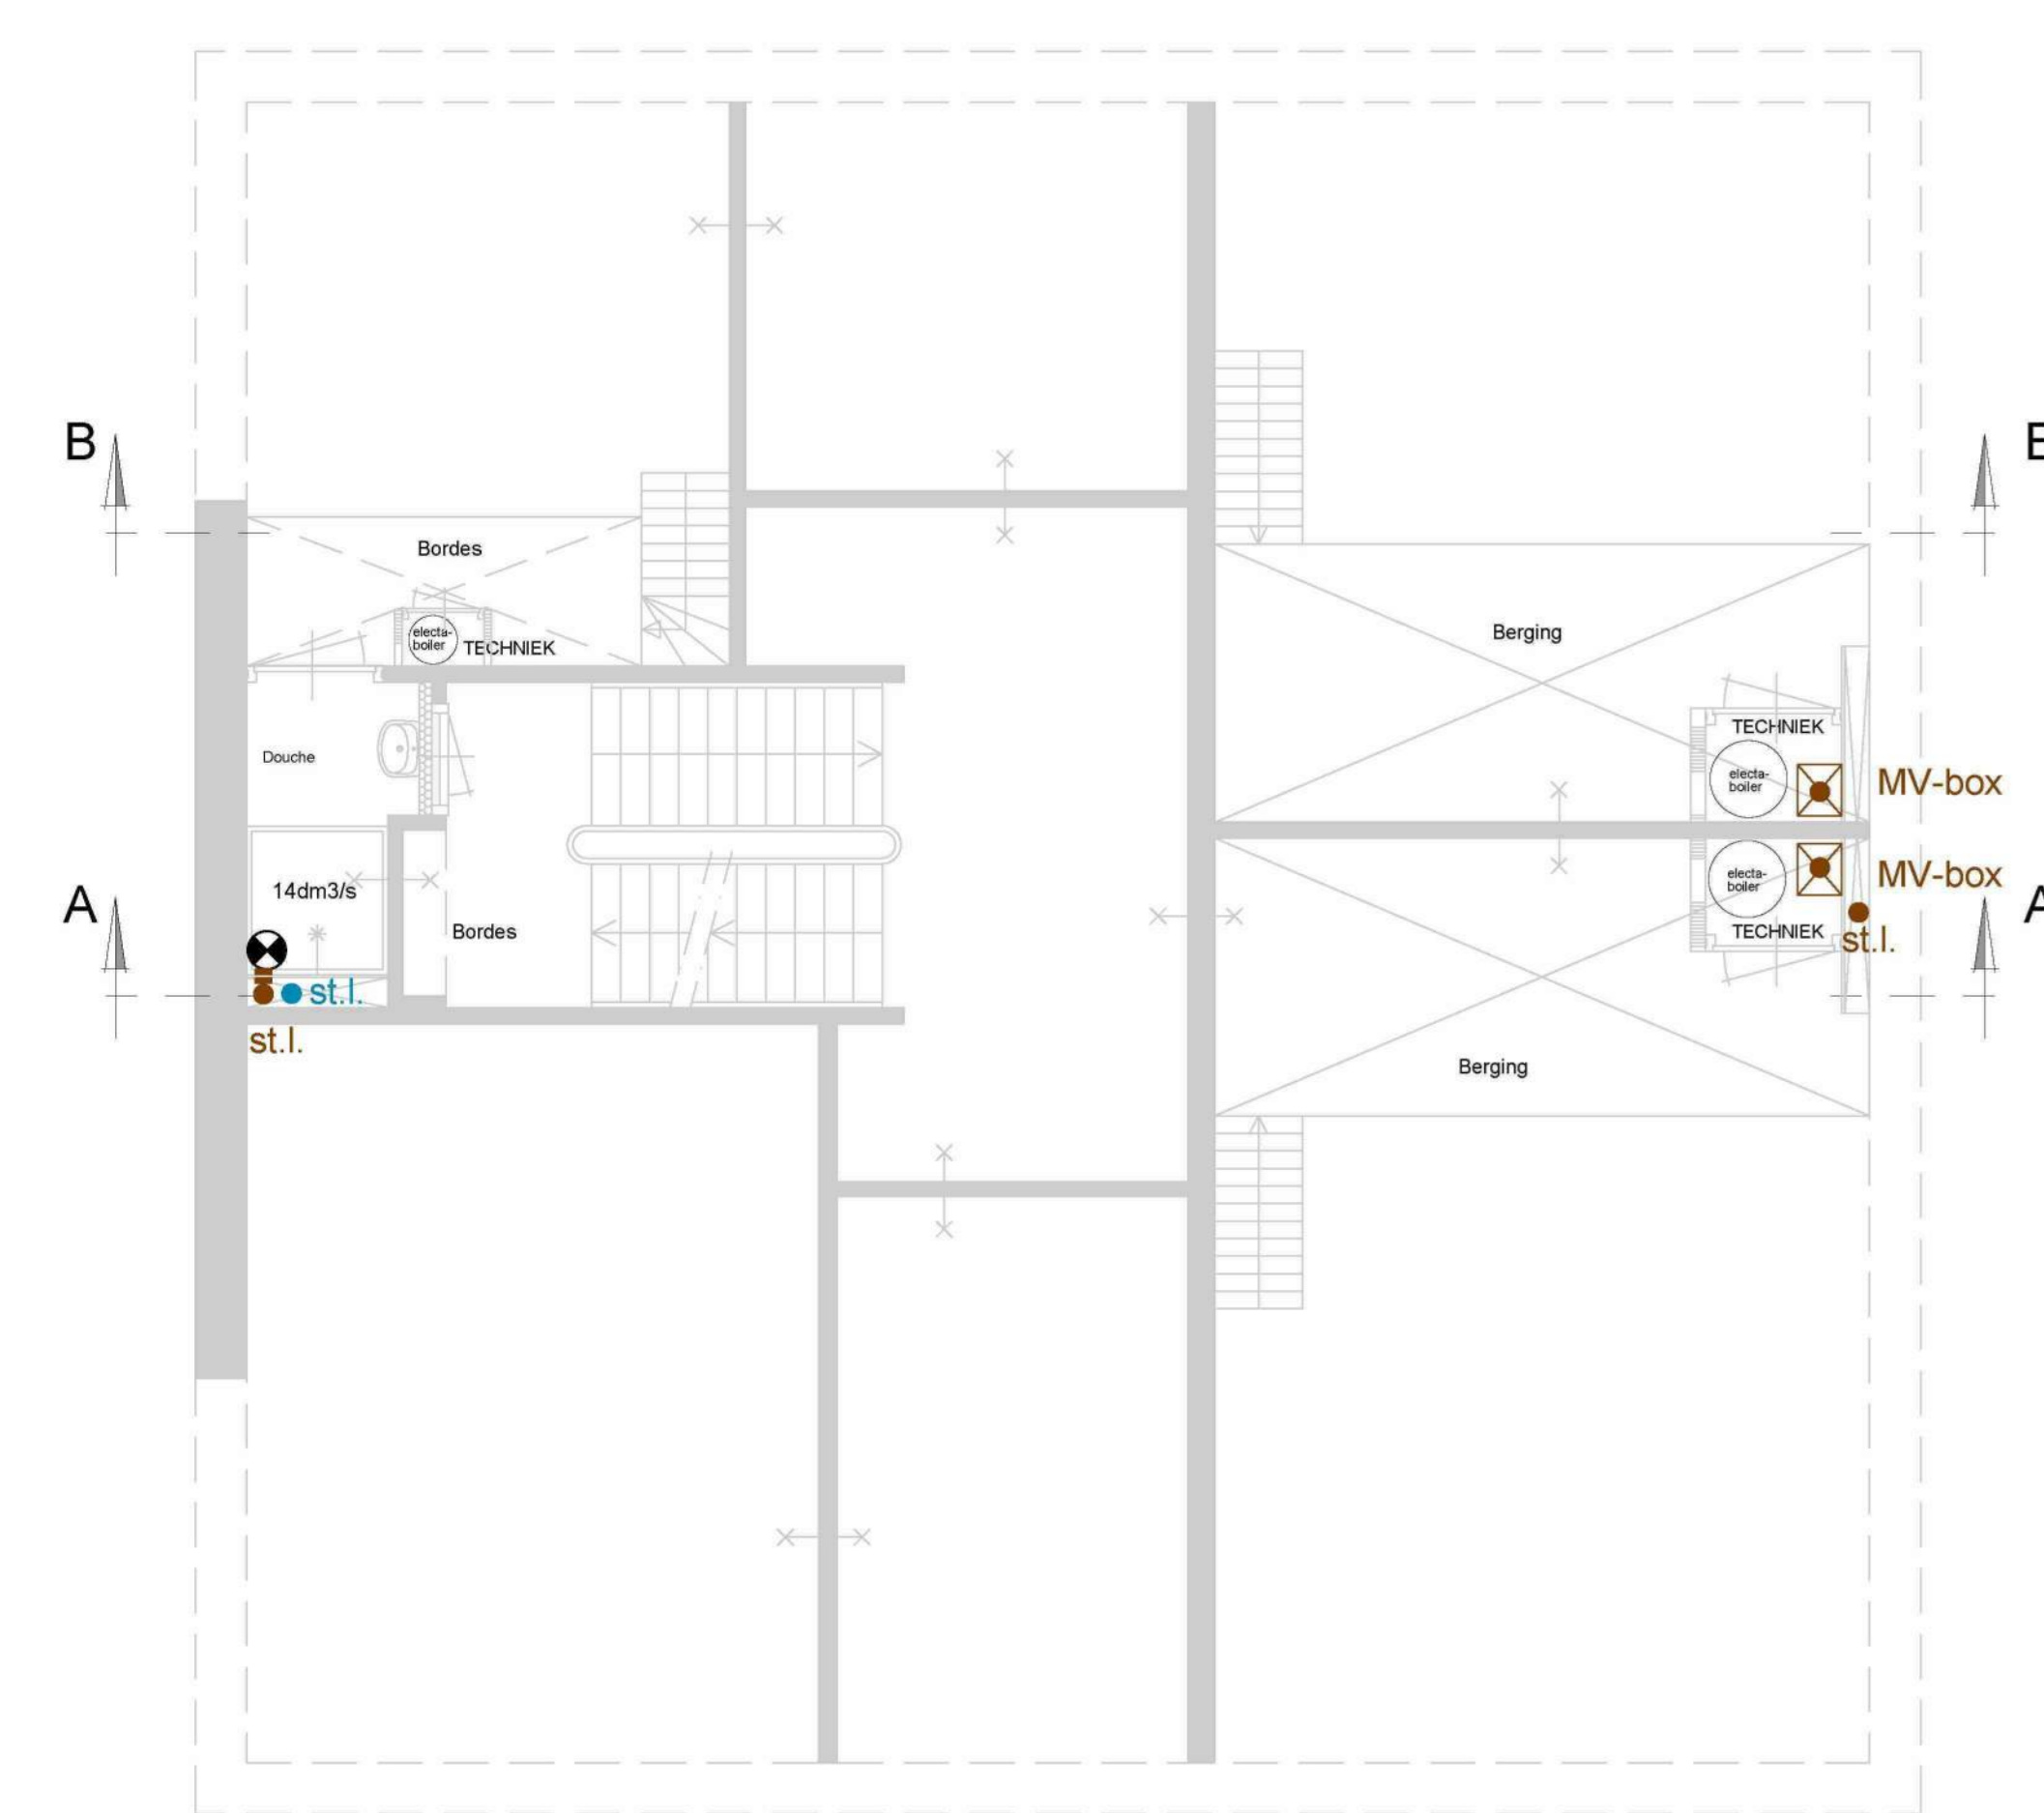 B
E
Bordes
electa-
boiler
TECHNIEK
Berging
Douche
TECHNIEK
electa-
boiler
MV-box
14dm3/s
electa-
boiler
MV-box
A
A
Bordes
TECHNIEK
st.l.
st.l.
st.l.
Berging